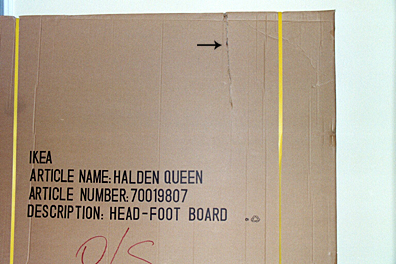 IKEA
ARTICLE NAME: HALDEN QUEEN
ARTICLE NUMBER: 70019807
DESCRIPTION: HEAD-FOOT BOARD
O/S